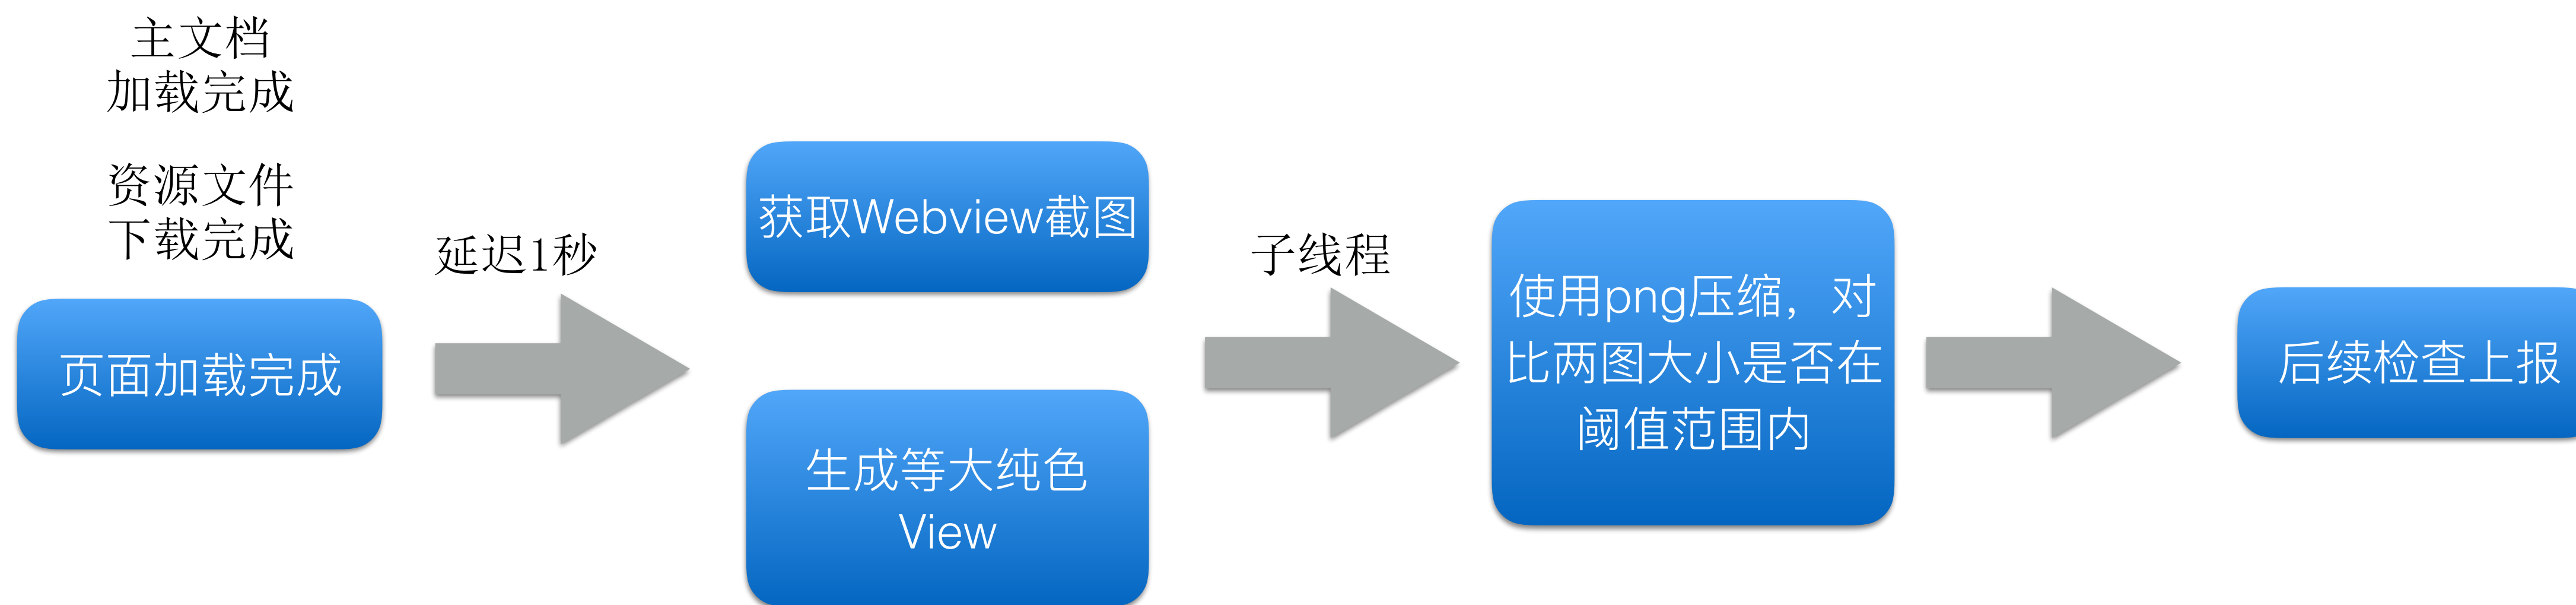 主文档
加载完成
资源文件
下载完成
页面加载完成
延迟1秒
获取Webview截图
生成等大纯色
View
子线程
使用png压缩，对
比两图大小是否在
阈值范围内
后续检查上报